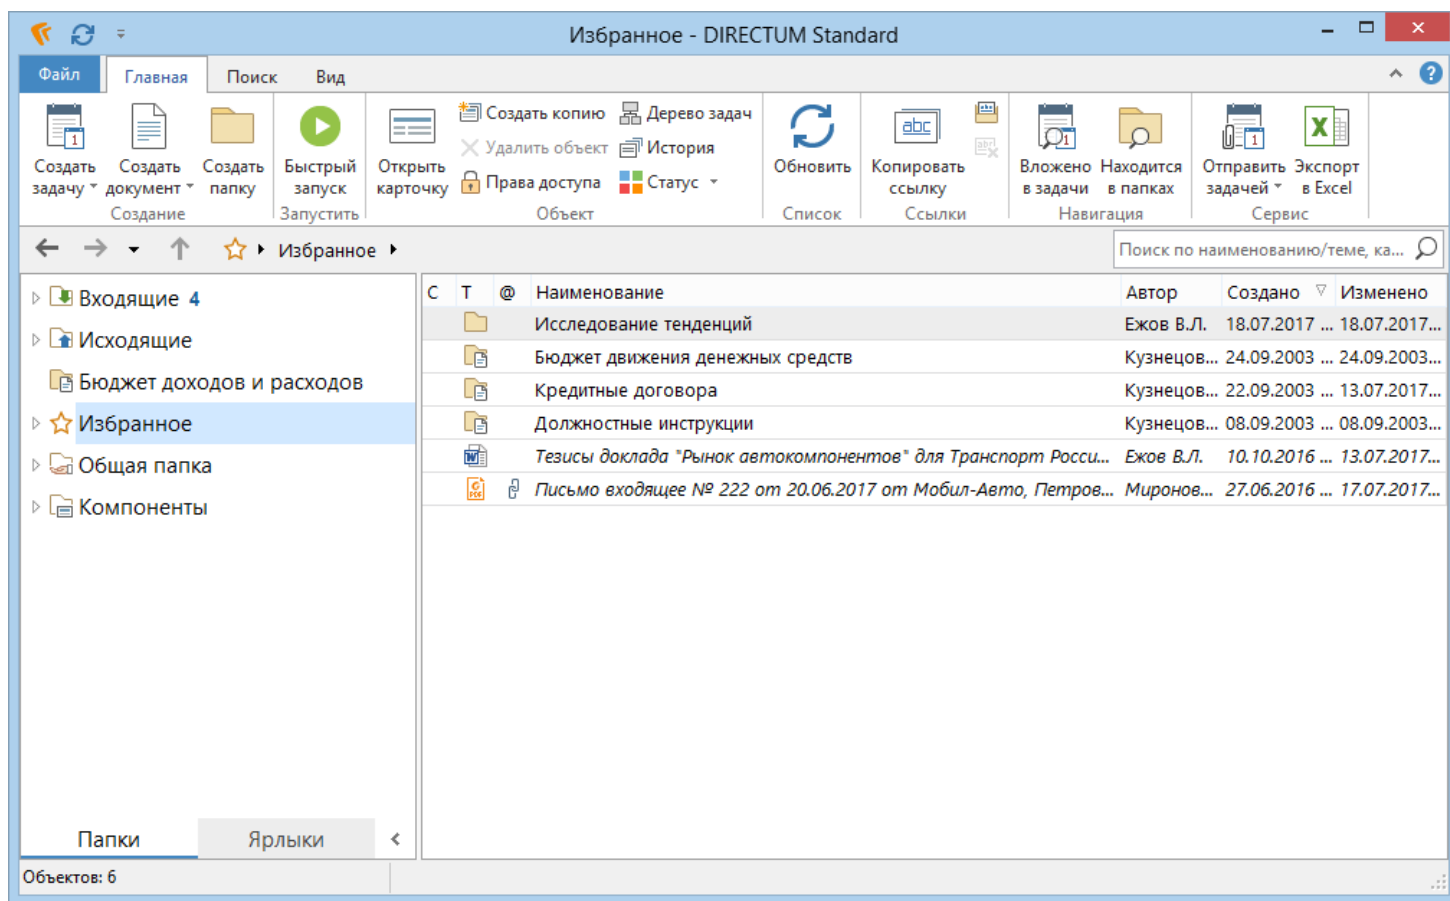 Избранное - DIRECTUM Standard
Файл Главная Поиск Вид
Создать задачу
Создать документ
Создать папку
Создание
Быстрый запуск
Запустить
Открыть карточку
Создать копию
Удалить объект
Права доступа
Дерево задач
История
Статус
Объект
Обновить
Список
abc
Копировать ссылку
Ссылки
Вложено в задачи
Находится в папках
Навигация
Отправить задачей
Экспорт в Excel
Сервис
Избранное
Поиск по наименованию/теме, ка...
Входящие 4
Исходящие
Бюджет доходов и расходов
Избранное
Общая папка
Компоненты
Папки Ярлыки
С Т @ Наименование Автор Создано Изменено
Исследование тенденций Ежов В.Л. 18.07.2017 ... 18.07.2017...
Бюджет движения денежных средств Кузнецов... 24.09.2003 ... 24.09.2003...
Кредитные договора Кузнецов... 22.09.2003 ... 13.07.2017...
Должностные инструкции Кузнецов... 08.09.2003 ... 08.09.2003...
Тезисы доклада "Рынок автокомпонентов" для Транспорт Росси... Ежов В.Л. 10.10.2016 ... 13.07.2017...
Письмо входящее № 222 от 20.06.2017 от Мобил-Авто, Петров... Миронов... 27.06.2016 ... 17.07.2017...
Объектов: 6